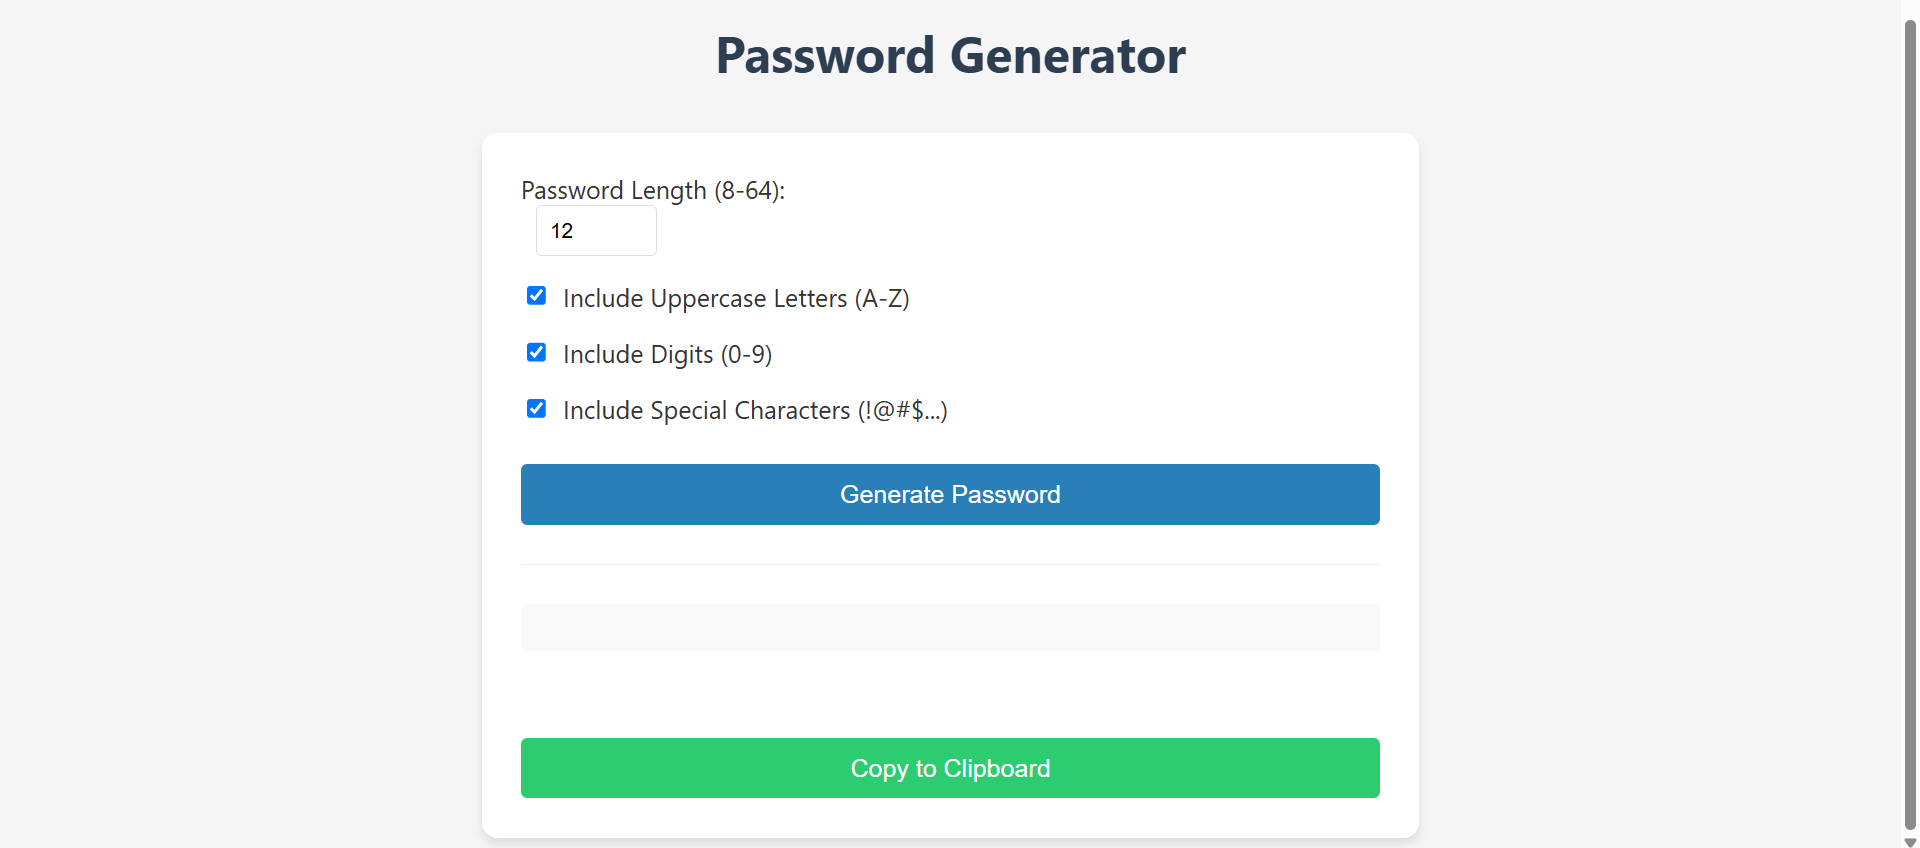 Password Generator
Password Length (8-64):
12
Include Uppercase Letters (A-Z)
Include Digits (0-9)
Include Special Characters (!@#$...)
Generate Password
Copy to Clipboard